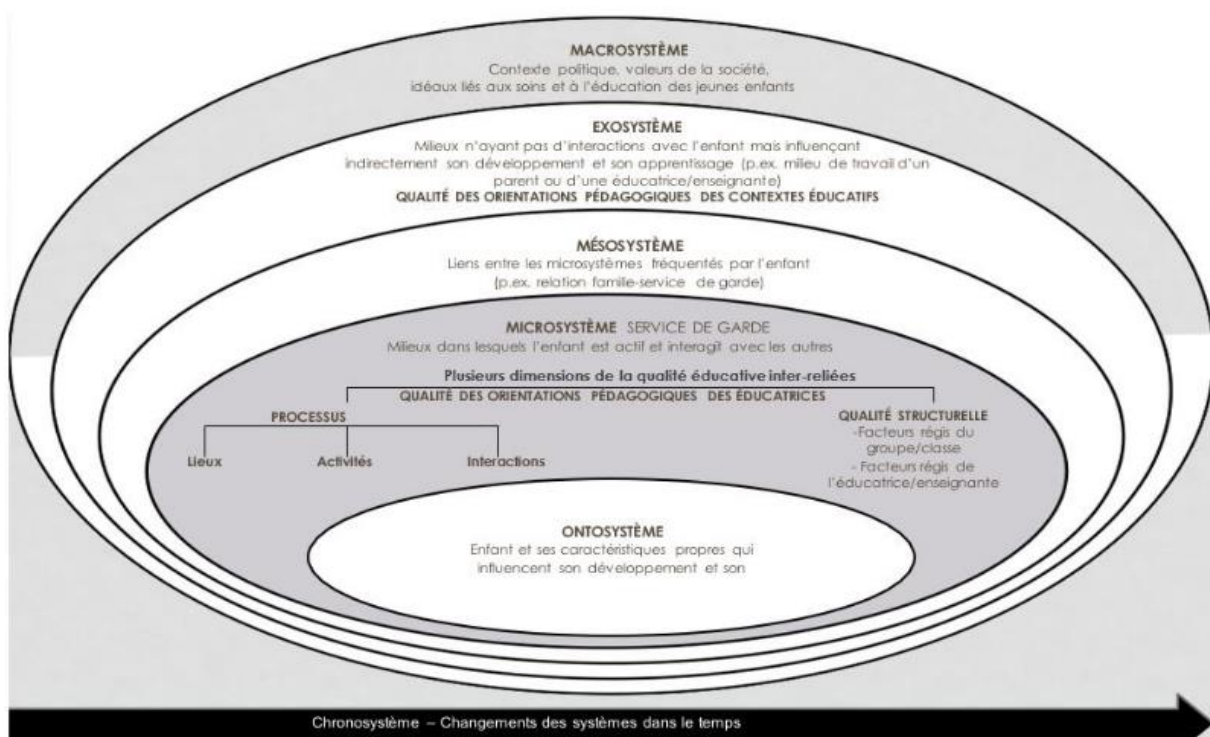 MACROSYSTÈME
Contexte politique, valeurs de la société,
idéaux liés aux soins et à l'éducation des jeunes enfants
EXOSYSTÈME
Milieux n'ayant pas d'interactions avec l'enfant mais influençant
indirectement son développement et son apprentissage (p.ex. milieu de travail d'un
parent ou d'une éducatrice/enseignante)
QUALITÉ DES ORIENTATIONS PÉDAGOGIQUES DES CONTEXTES ÉDUCATIFS
MÉSOSYSTÈME
Liens entre les microsystèmes fréquentés par l'enfant
(p.ex. relation famille-service de garde)
MICROSYSTÈME SERVICE DE GARDE
Milieux dans lesquels l'enfant est actif et interagit avec les autres
Plusieurs dimensions de la qualité éducative inter-reliées
QUALITÉ DES ORIENTATIONS PÉDAGOGIQUES DES ÉDUCATRICES
PROCESSUS
Lieux Activités Interactions
QUALITÉ STRUCTURELLE
-Facteurs régis du
groupe/classe
- Facteurs régis de
l'éducatrice/enseignante
ONTOSYSTÈME
Enfant et ses caractéristiques propres qui
influencent son développement et son
Chronosystème – Changements des systèmes dans le temps